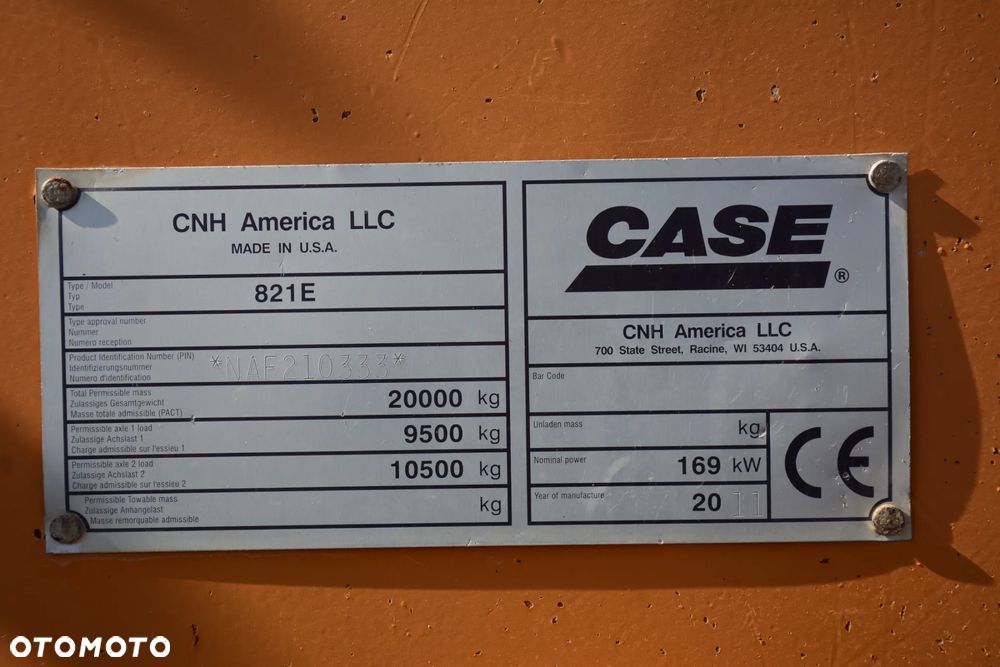 CNH America LLC
MADE IN U.S.A.
Type / Model
Typ
Type
821E
Type approval number
Nummer
Numero reception
Product Identification Number (PIN)
Identifizierungsnummer
Numero d'identification
*NAF210333*
Total Permissible mass
Zulassiges Gesamtgewicht
Masse totale admissible (PACT)
20000 kg
Permissible axle 1 load
Zulassige Achslast 1
Charge admissible sur l'essieu 1
9500 kg
Permissible axle 2 load
Zulassige Achslast 2
Charge admissible sur l'essieu 2
10500 kg
Permissible Towable mass
Zulassige Anhangelast
Masse remorquable admissible
kg
CASE
®
CNH America LLC
700 State Street, Racine, WI 53404 U.S.A.
Bar Code
Unladen mass
kg
Nominal power
169 kW
Year of manufacture
2011
CE
OTOMOTO